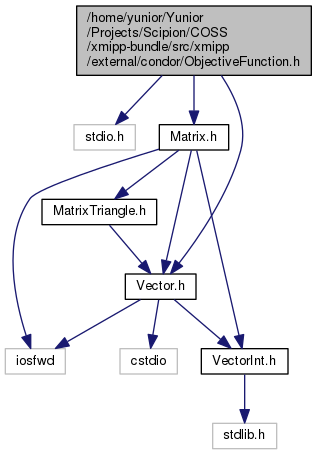 /home/yunior/Yunior
/Projects/Scipion/COSS
/xmipp-bundle/src/xmipp
/external/condor/ObjectiveFunction.h
stdio.h
Matrix.h
MatrixTriangle.h
Vector.h
iosfwd
cstdio
VectorInt.h
stdlib.h